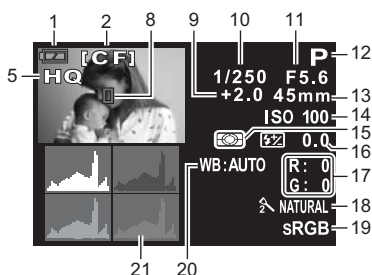 1 2 8 9 10 11
[CF] P 12
5 HQ 1/250 F5.6
+2.0 45mm 13
ISO 100 14
15
0.0 16
WB:AUTO R: 0 17
G: 0
2 NATURAL 18
sRGB 19
21 20